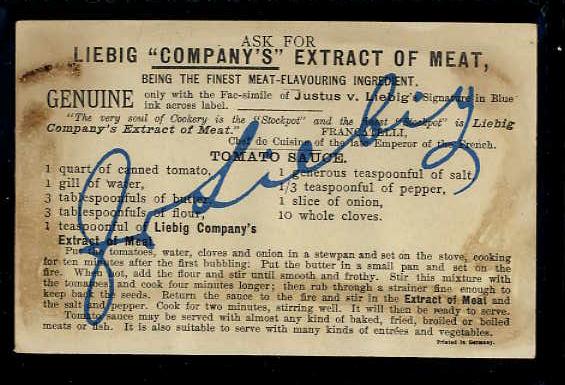 ASK FOR
LIEBIG "COMPANY'S" EXTRACT OF MEAT,
BEING THE FINEST MEAT-FLAVOURING INGREDIENT.
GENUINE only with the Fac-simile of Justus v. Liebig's Signature in Blue
ink across label.
"The very soul of Cookery is the "Stockpot" and the finest "Stockpot" is Liebig
Company's Extract of Meat." FRANCATELLI,
Chef de Cuisine of the late Emperor of the French.
TOMATO SAUCE.
1 quart of canned tomato,
1 gill of water,
3 tablespoonfuls of butter
3 tablespoonfuls of flour,
1 teaspoonful of Liebig Company's
Extract of Meat.
1 generous teaspoonful of salt
1/3 teaspoonful of pepper,
1 slice of onion,
10 whole cloves.
Put the tomatoes, water, cloves and onion in a stewpan and set on the stove, cooking
for ten minutes after the first bubbling: Put the butter in a small pan and set on the
fire. When hot, add the flour and stir until smooth and frothy. Stir this mixture with
the tomatoes and cook four minutes longer; then rub through a strainer fine enough to
keep back the seeds. Return the sauce to the fire and stir in the Extract of Meat and
the salt and pepper. Cook for two minutes, stirring well. It will then be ready to serve.
Tomato sauce may be served with almost any kind of baked, fried, broiled or boiled
meats or fish. It is also suitable to serve with many kinds of entrées and vegetables.
Printed in Germany.
J v Liebig